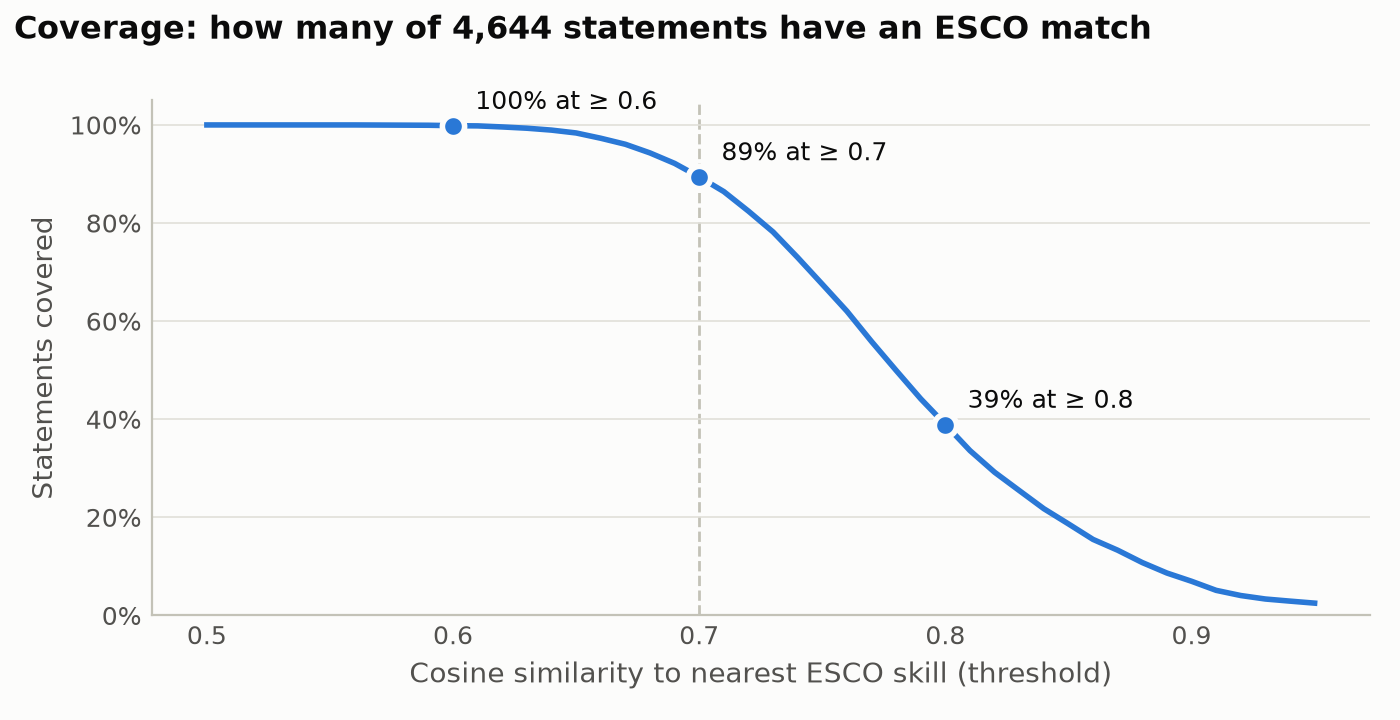 Coverage: how many of 4,644 statements have an ESCO match
100% at ≥ 0.6
89% at ≥ 0.7
39% at ≥ 0.8
Statements covered
100%
80%
60%
40%
20%
0%
0.5
0.6
0.7
0.8
0.9
Cosine similarity to nearest ESCO skill (threshold)